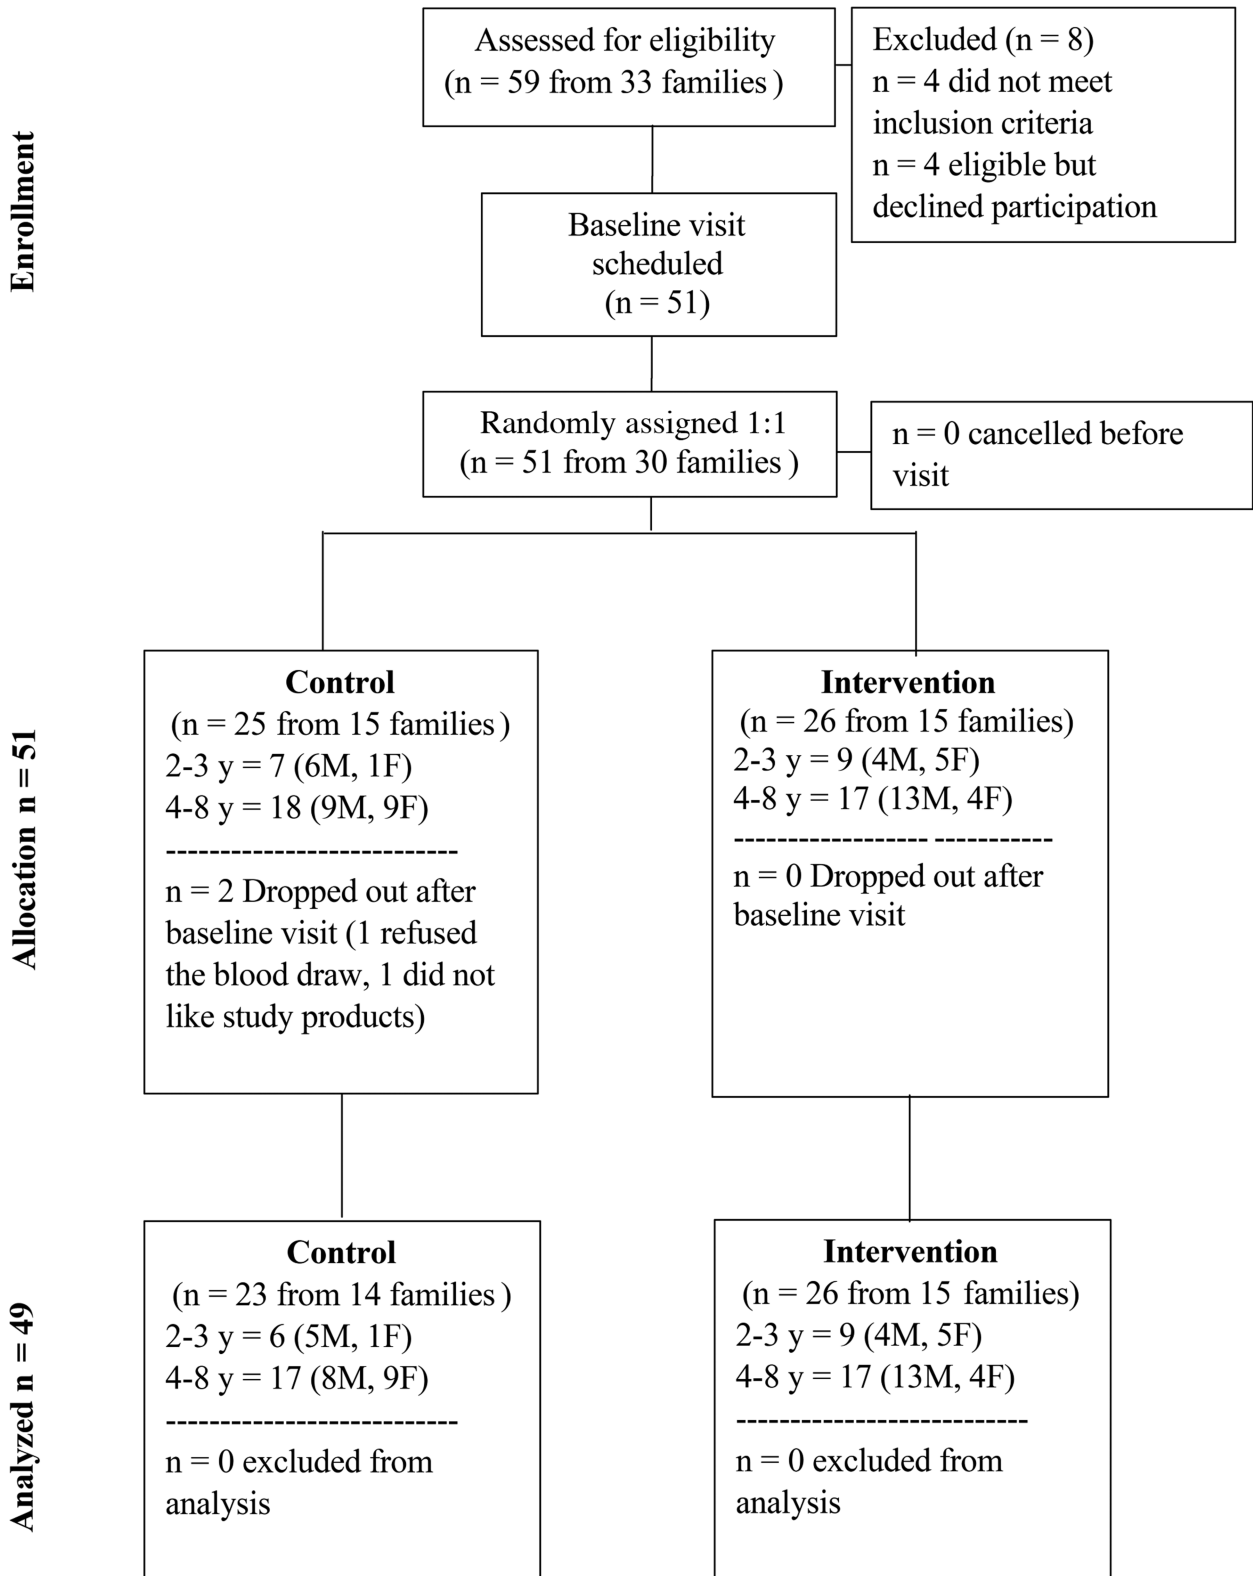 Enrollment
Assessed for eligibility
(n = 59 from 33 families )
Excluded (n = 8)
n = 4 did not meet
inclusion criteria
n = 4 eligible but
declined participation
Baseline visit
scheduled
(n = 51)
Randomly assigned 1:1
(n = 51 from 30 families )
n = 0 cancelled before
visit
Allocation n = 51
Control
(n = 25 from 15 families )
2-3 y = 7 (6M, 1F)
4-8 y = 18 (9M, 9F)
---------------------------
n = 2 Dropped out after
baseline visit (1 refused
the blood draw, 1 did not
like study products)
Intervention
(n = 26 from 15 families)
2-3 y = 9 (4M, 5F)
4-8 y = 17 (13M, 4F)
------------------ -----------
n = 0 Dropped out after
baseline visit
Analyzed n = 49
Control
(n = 23 from 14 families )
2-3 y = 6 (5M, 1F)
4-8 y = 17 (8M, 9F)
---------------------------
n = 0 excluded from
analysis
Intervention
(n = 26 from 15 families)
2-3 y = 9 (4M, 5F)
4-8 y = 17 (13M, 4F)
---------------------------
n = 0 excluded from
analysis